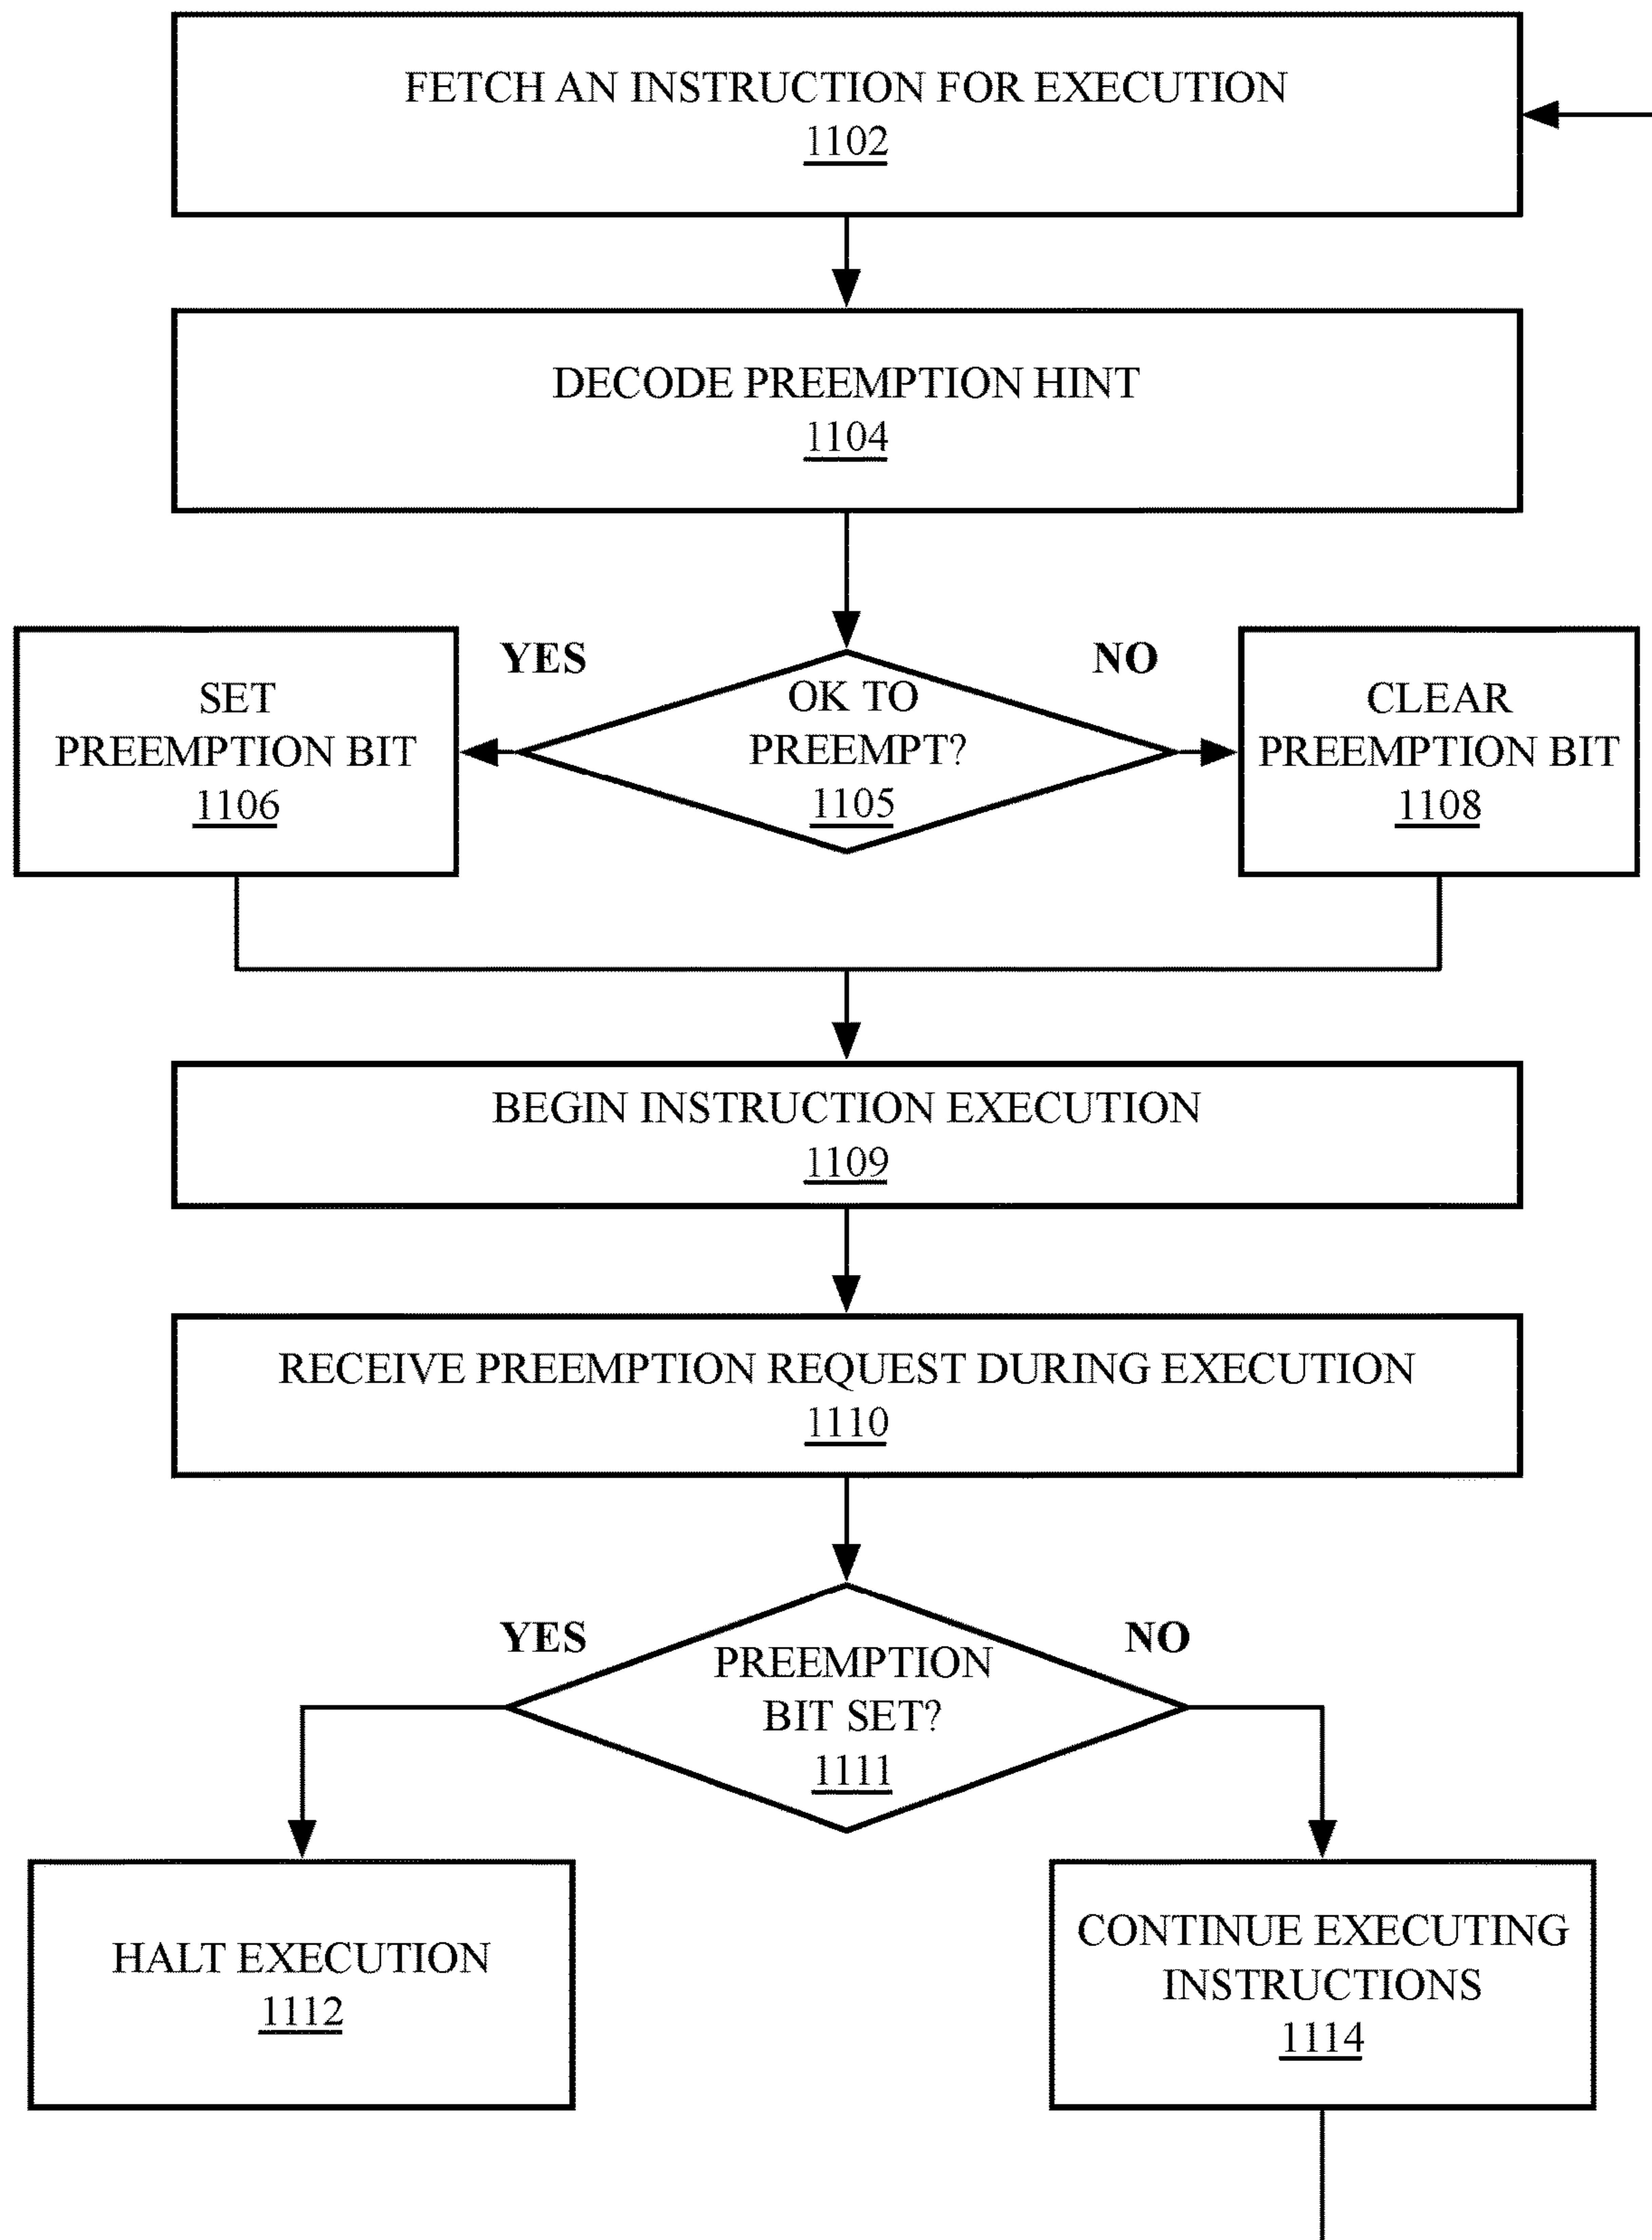 FETCH AN INSTRUCTION FOR EXECUTION
1102
DECODE PREEMPTION HINT
1104
YES
NO
SET
PREEMPTION BIT
1106
OK TO
PREEMPT?
1105
CLEAR
PREEMPTION BIT
1108
BEGIN INSTRUCTION EXECUTION
1109
RECEIVE PREEMPTION REQUEST DURING EXECUTION
1110
YES
NO
PREEMPTION
BIT SET?
1111
HALT EXECUTION
1112
CONTINUE EXECUTING
INSTRUCTIONS
1114